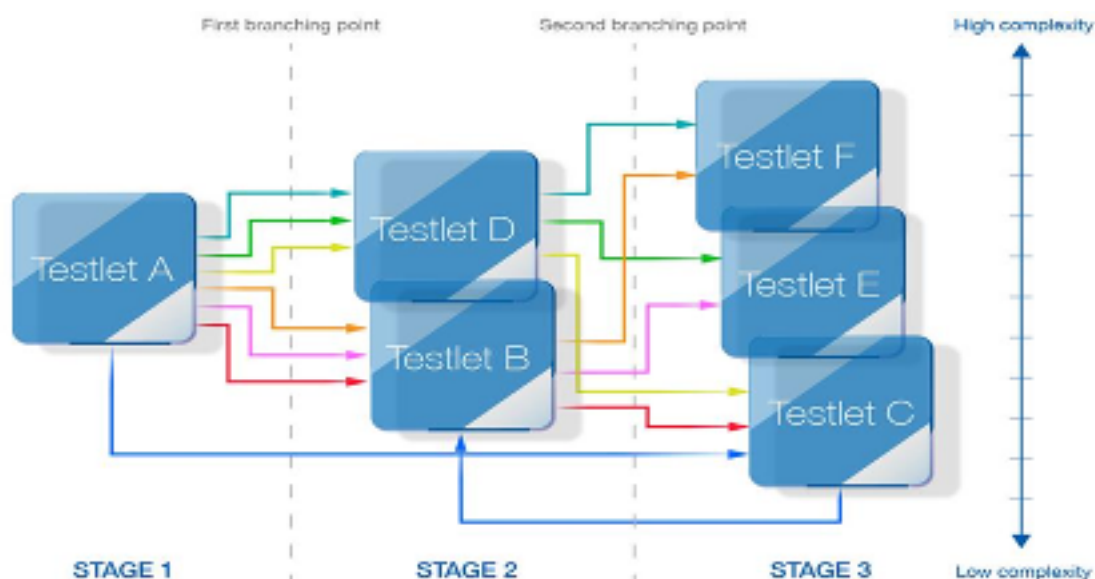 First branching point
Second branching point
High complexity
Testlet F
Testlet D
Testlet A
Testlet E
Testlet B
Testlet C
STAGE 1
STAGE 2
STAGE 3
Low complexity